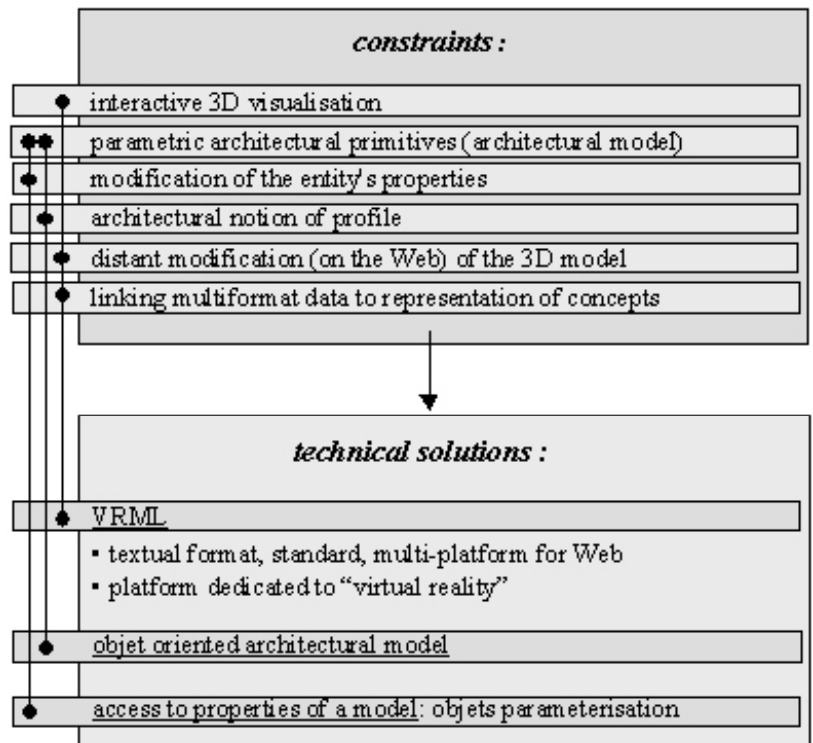 constraints :
interactive 3D visualisation
parametric architectural primitives (architectural model)
modification of the entity's properties
architectural notion of profile
distant modification (on the Web) of the 3D model
linking multiformat data to representation of concepts
technical solutions :
VRML
▪ textual format, standard, multi-platform for Web
▪ platform dedicated to “virtual reality”
objet oriented architectural model
access to properties of a model: objets parameterisation